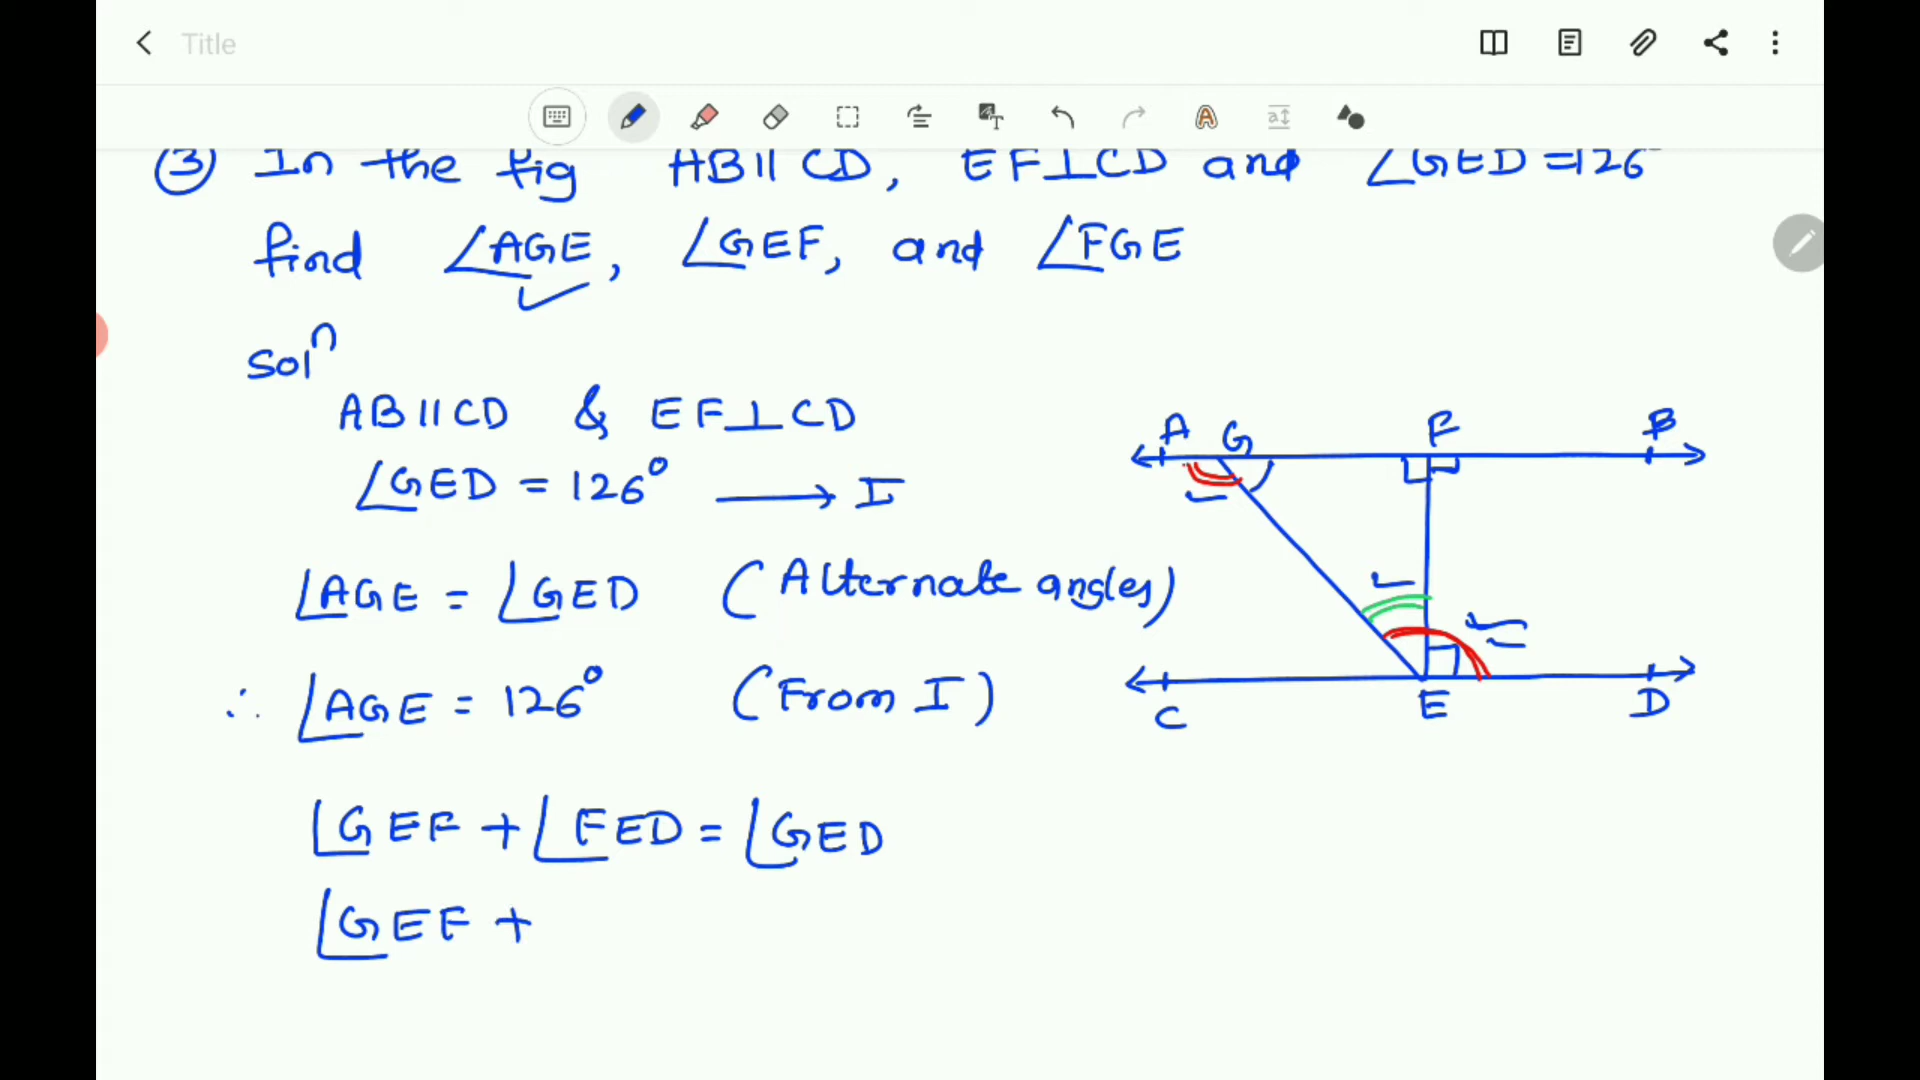 Title
③ In the fig AB∥CD, EF⊥CD and ∠GED=126°
find ∠AGE, ∠GEF, and ∠FGE
Solⁿ
AB∥CD & EF⊥CD
∠GED = 126° ⟶ I
∠AGE = ∠GED (Alternate angles)
∴ ∠AGE = 126° (From I)
∠GEF + ∠FED = ∠GED
∠GEF +
A G F B
C E D